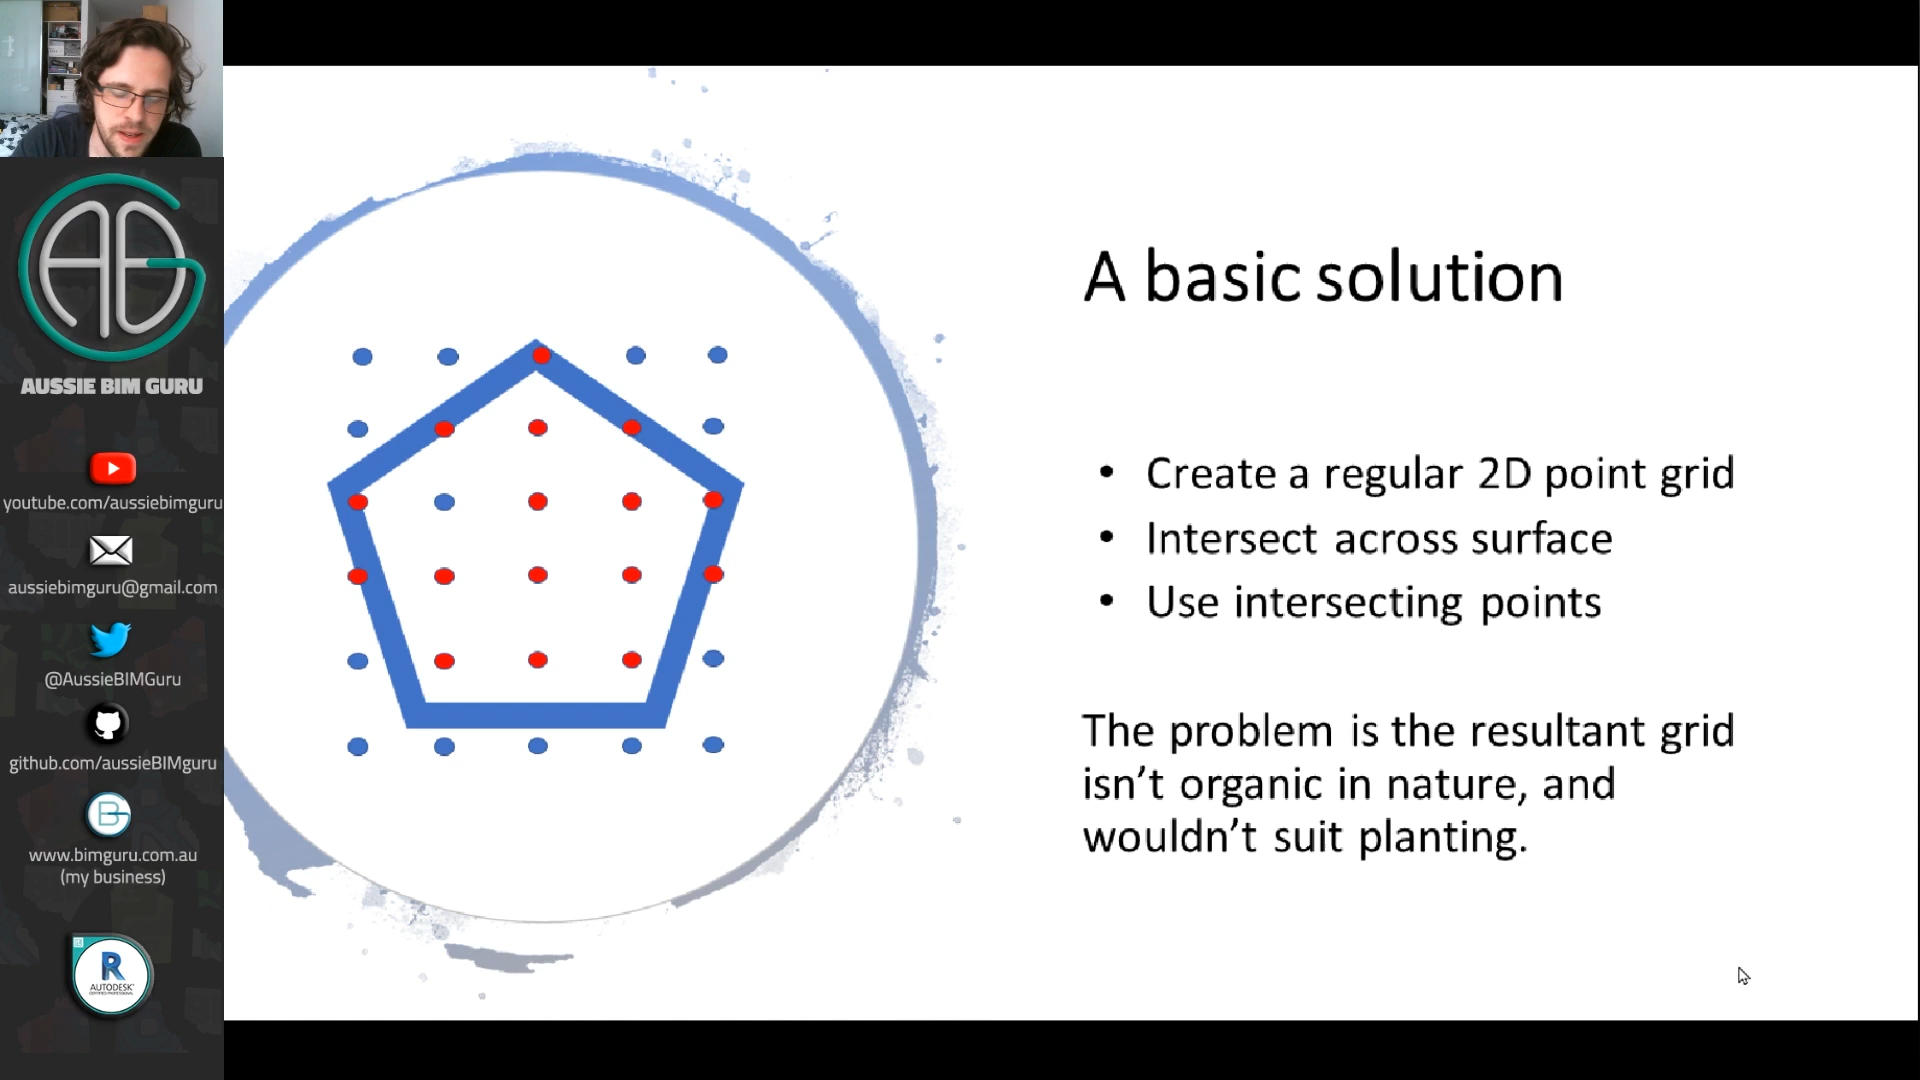 AUSSIE BIM GURU
youtube.com/aussiebimguru
aussiebimguru@gmail.com
@AussieBIMGuru
github.com/aussieBIMguru
www.bimguru.com.au
(my business)
R
AUTODESK
A basic solution
• Create a regular 2D point grid
• Intersect across surface
• Use intersecting points
The problem is the resultant grid
isn’t organic in nature, and
wouldn’t suit planting.